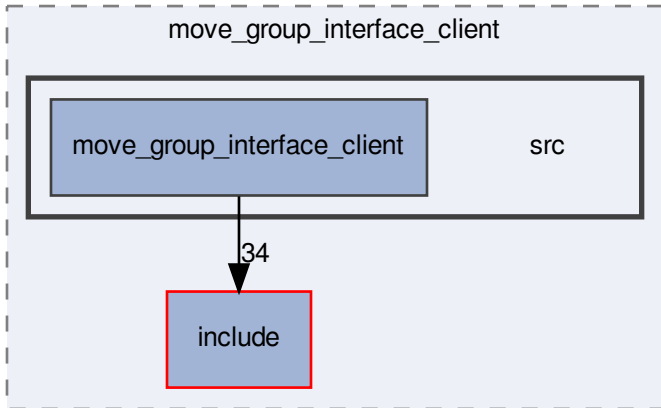 move_group_interface_client
move_group_interface_client
src
34
include